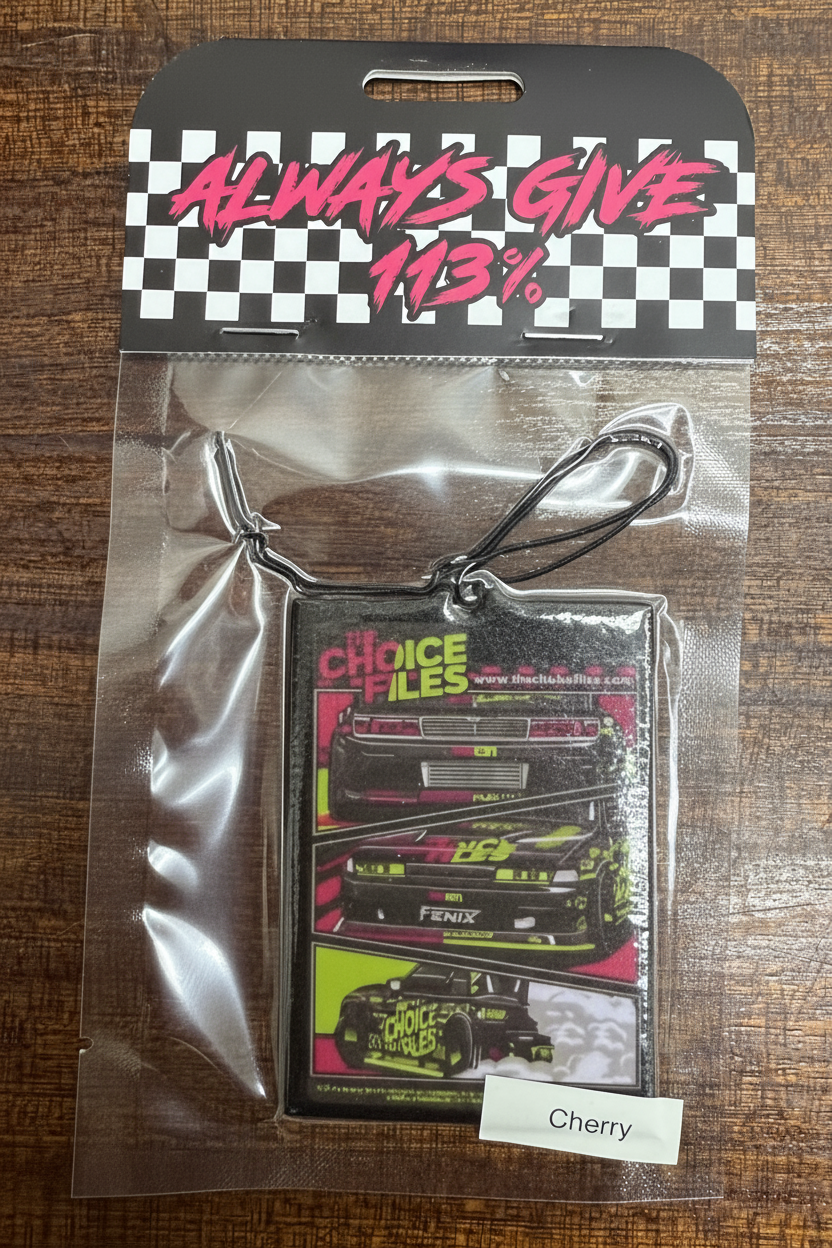 ALWAYS GIVE
113%
THE
CHOICE
FILES
FENIX
CHOICE
FILES
Cherry